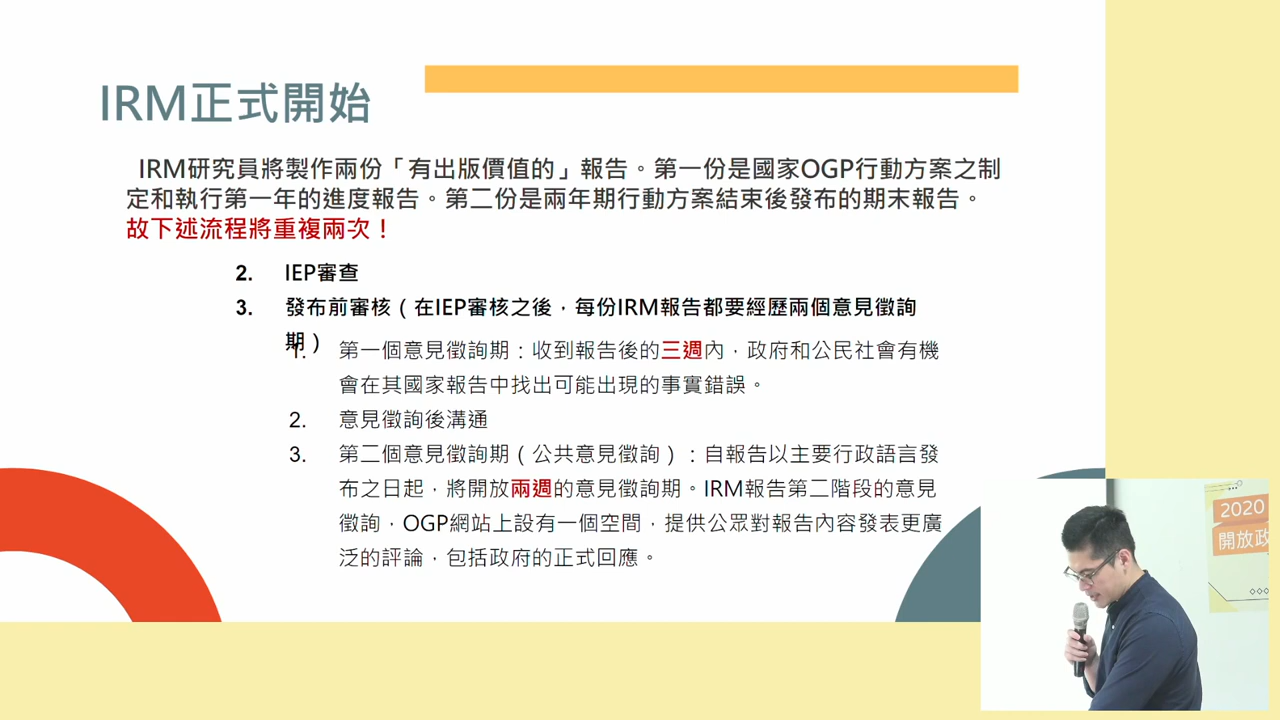 IRM正式開始
IRM研究員將製作兩份「有出版價值的」報告。第一份是國家OGP行動方案之制
定和執行第一年的進度報告。第二份是兩年期行動方案結束後發布的期末報告。
故下述流程將重複兩次！
2. IEP審查
3. 發布前審核（在IEP審核之後，每份IRM報告都要經歷兩個意見徵詢
期）
1. 第一個意見徵詢期：收到報告後的三週內，政府和公民社會有機
會在其國家報告中找出可能出現的事實錯誤。
2. 意見徵詢後溝通
3. 第二個意見徵詢期（公共意見徵詢）：自報告以主要行政語言發
布之日起，將開放兩週的意見徵詢期。IRM報告第二階段的意見
徵詢，OGP網站上設有一個空間，提供公眾對報告內容發表更廣
泛的評論，包括政府的正式回應。
2020
開放政